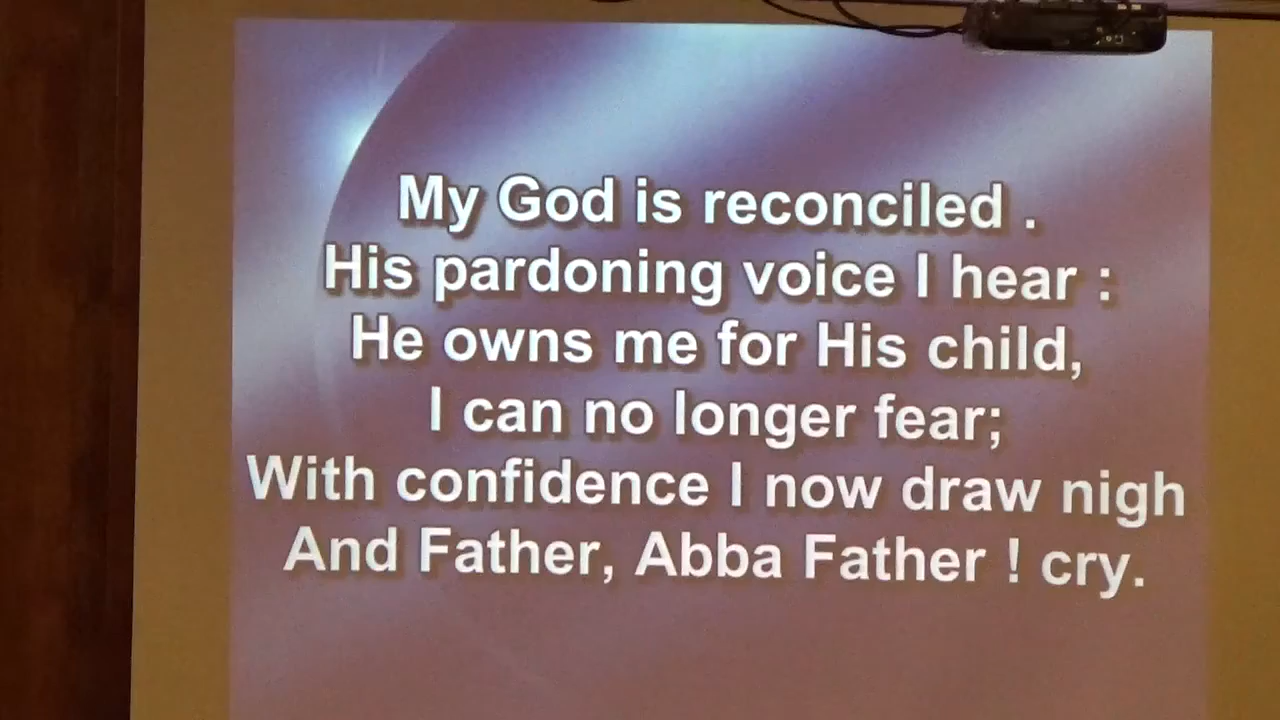 My God is reconciled .
His pardoning voice I hear :
He owns me for His child,
I can no longer fear;
With confidence I now draw nigh
And Father, Abba Father ! cry.